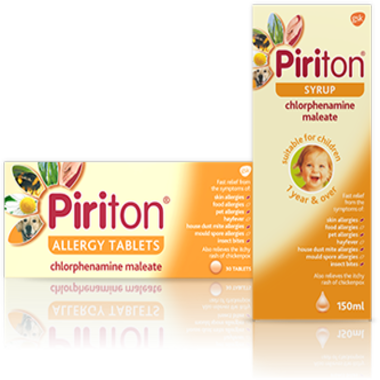 Piriton
ALLERGY TABLETS
chlorphenamine maleate
Fast relief from
the symptoms of:
skin allergies
food allergies
pet allergies
hayfever
house dust mite allergies
mould spore allergies
insect bites
Also relieves the itchy
rash of chickenpox
30 TABLETS
gsk
Piriton
SYRUP
chlorphenamine
maleate
suitable for children
1 year & over
Fast relief
from the
symptoms of:
skin allergies
food allergies
pet allergies
hayfever
house dust mite allergies
mould spore allergies
insect bites
Also relieves the itchy
rash of chickenpox
150ml